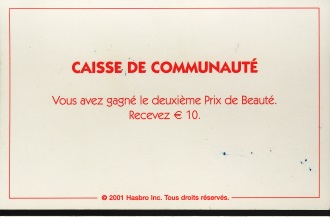 CAISSE DE COMMUNAUTÉ
Vous avez gagné le deuxième Prix de Beauté.
Recevez € 10.
© 2001 Hasbro Inc. Tous droits réservés.